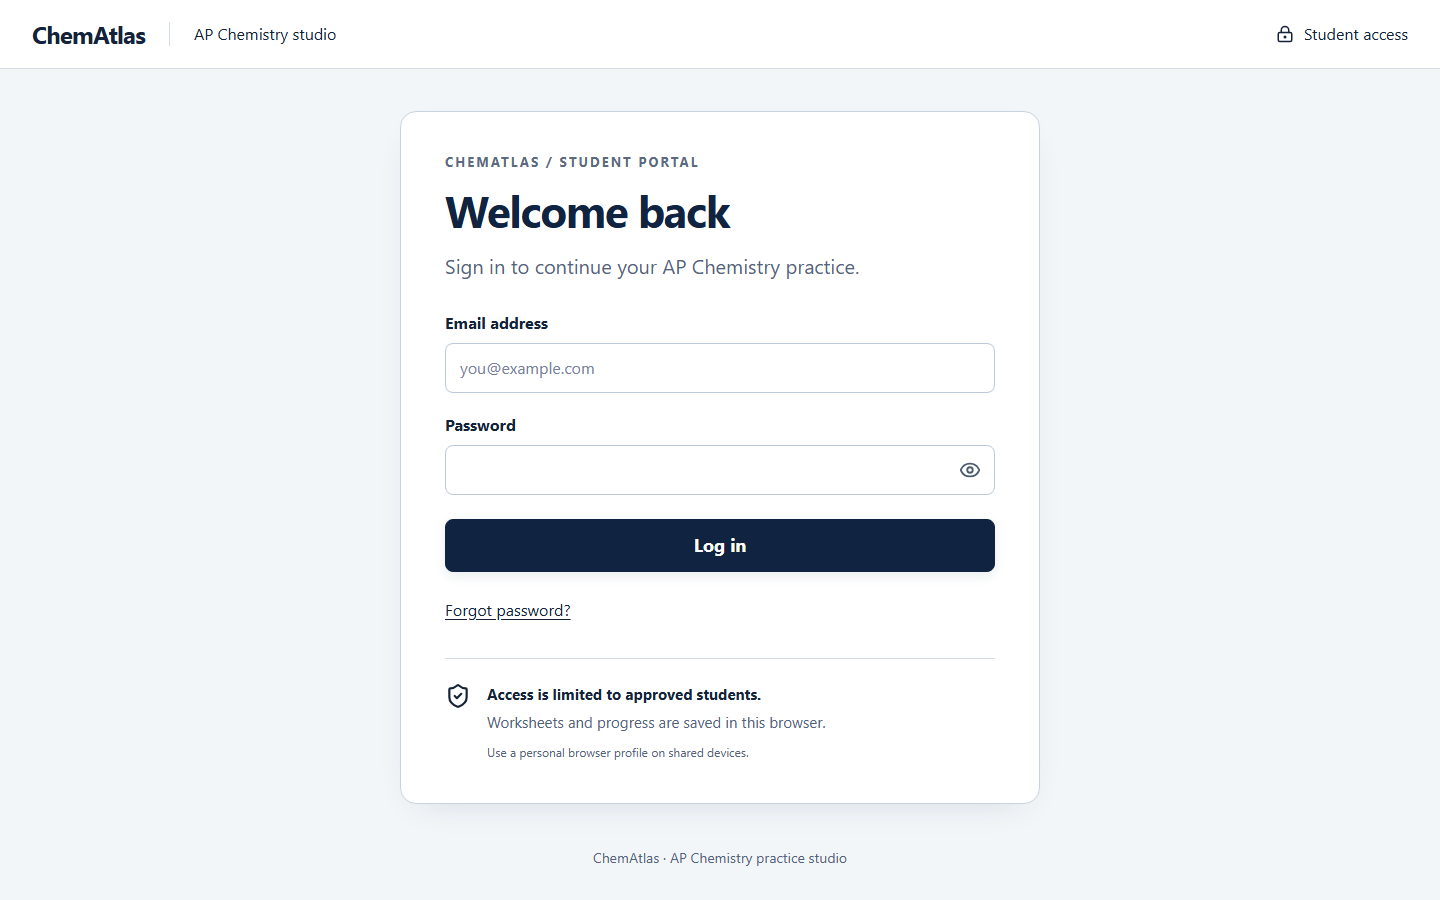 ChemAtlas
AP Chemistry studio
Student access
CHEMATLAS / STUDENT PORTAL
Welcome back
Sign in to continue your AP Chemistry practice.
Email address
you@example.com
Password
Log in
Forgot password?
Access is limited to approved students.
Worksheets and progress are saved in this browser.
Use a personal browser profile on shared devices.
ChemAtlas · AP Chemistry practice studio